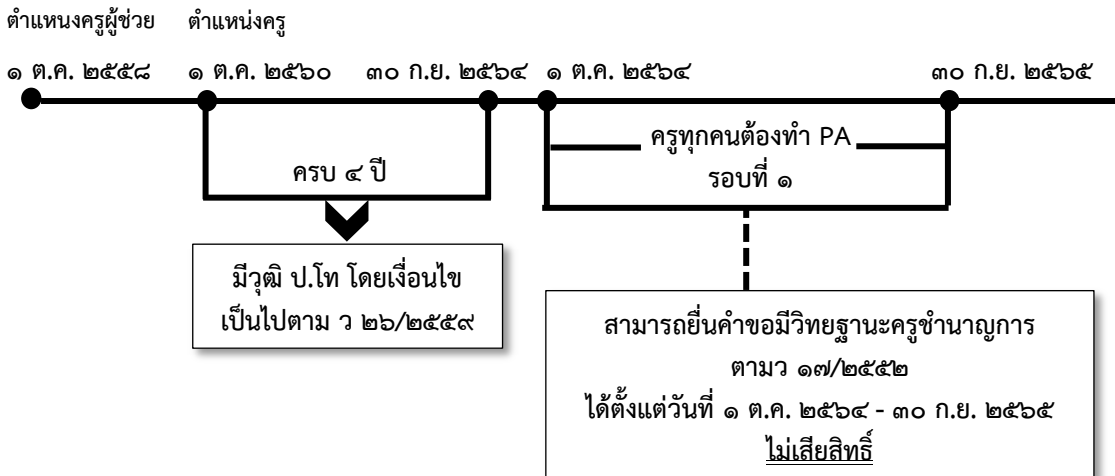 ตำแหนงครูผู้ช่วย ตำแหน่งครู
๑ ต.ค. ๒๕๕๘ ๑ ต.ค. ๒๕๖๐ ๓๐ ก.ย. ๒๕๖๔ ๑ ต.ค. ๒๕๖๔ ๓๐ ก.ย. ๒๕๖๕
ครบ ๔ ปี
ครูทุกคนต้องทำ PA
รอบที่ ๑
มีวุฒิ ป.โท โดยเงื่อนไข
เป็นไปตาม ว ๒๖/๒๕๕๙
สามารถยื่นคำขอมีวิทยฐานะครูชำนาญการ
ตามว ๑๗/๒๕๕๒
ได้ตั้งแต่วันที่ ๑ ต.ค. ๒๕๖๔ - ๓๐ ก.ย. ๒๕๖๕
ไม่เสียสิทธิ์